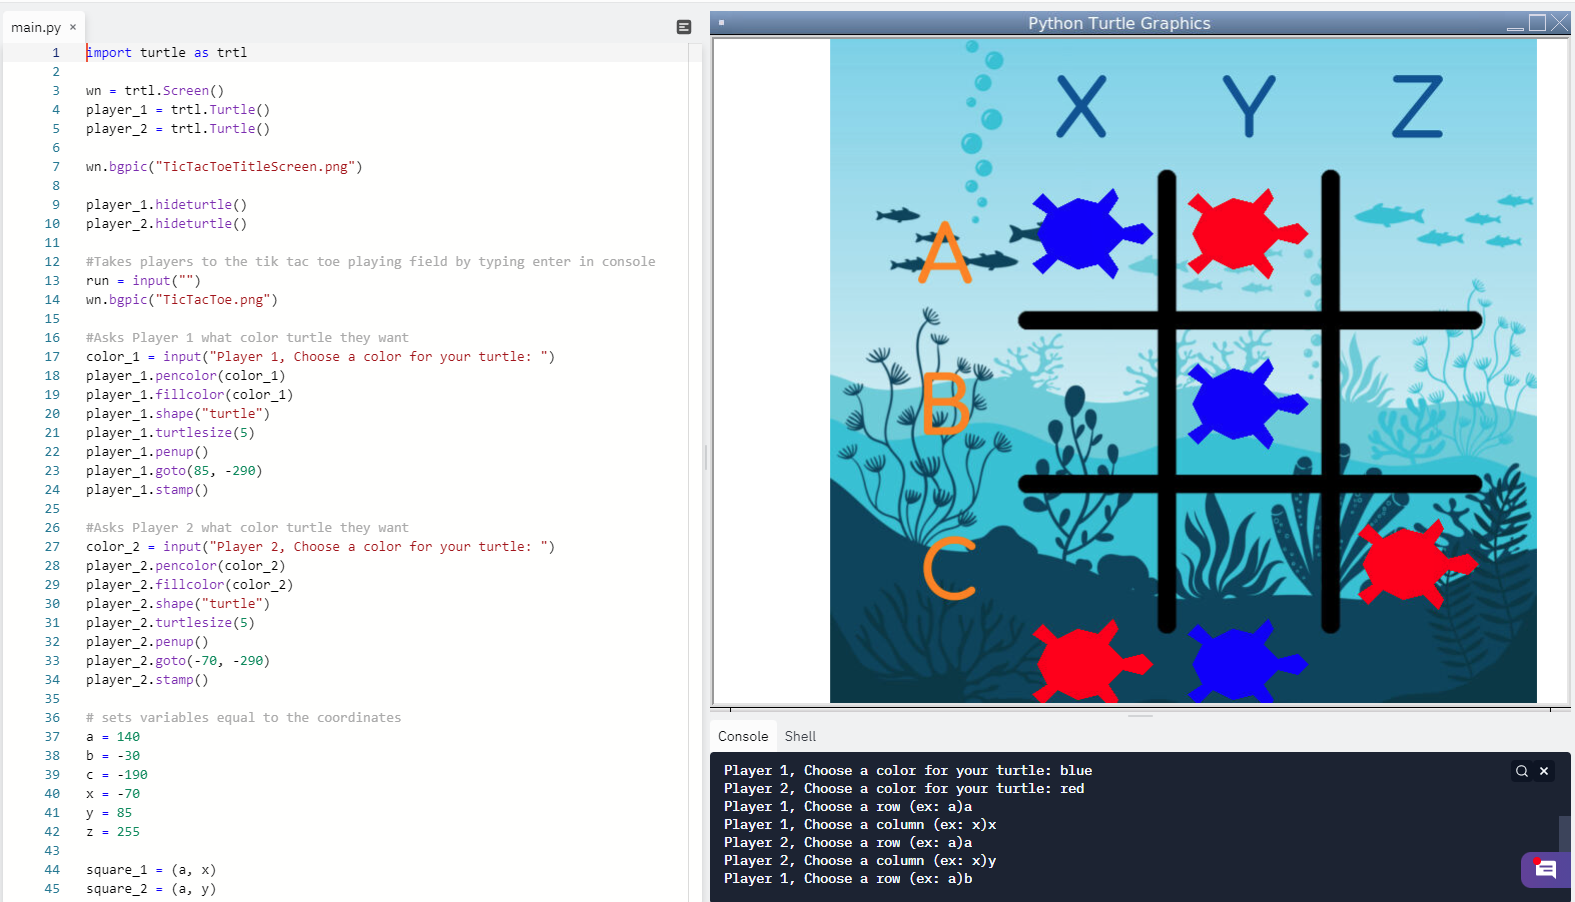 main.py ×
1 import turtle as trtl
2
3 wn = trtl.Screen()
4 player_1 = trtl.Turtle()
5 player_2 = trtl.Turtle()
6
7 wn.bgpic("TicTacToeTitleScreen.png")
8
9 player_1.hideturtle()
10 player_2.hideturtle()
11
12 #Takes players to the tik tac toe playing field by typing enter in console
13 run = input("")
14 wn.bgpic("TicTacToe.png")
15
16 #Asks Player 1 what color turtle they want
17 color_1 = input("Player 1, Choose a color for your turtle: ")
18 player_1.pencolor(color_1)
19 player_1.fillcolor(color_1)
20 player_1.shape("turtle")
21 player_1.turtlesize(5)
22 player_1.penup()
23 player_1.goto(85, -290)
24 player_1.stamp()
25
26 #Asks Player 2 what color turtle they want
27 color_2 = input("Player 2, Choose a color for your turtle: ")
28 player_2.pencolor(color_2)
29 player_2.fillcolor(color_2)
30 player_2.shape("turtle")
31 player_2.turtlesize(5)
32 player_2.penup()
33 player_2.goto(-70, -290)
34 player_2.stamp()
35
36 # sets variables equal to the coordinates
37 a = 140
38 b = -30
39 c = -190
40 x = -70
41 y = 85
42 z = 255
43
44 square_1 = (a, x)
45 square_2 = (a, y)
Python Turtle Graphics
X Y Z
A
B
C
Console Shell
Player 1, Choose a color for your turtle: blue
Player 2, Choose a color for your turtle: red
Player 1, Choose a row (ex: a)a
Player 1, Choose a column (ex: x)x
Player 2, Choose a row (ex: a)a
Player 2, Choose a column (ex: x)y
Player 1, Choose a row (ex: a)b